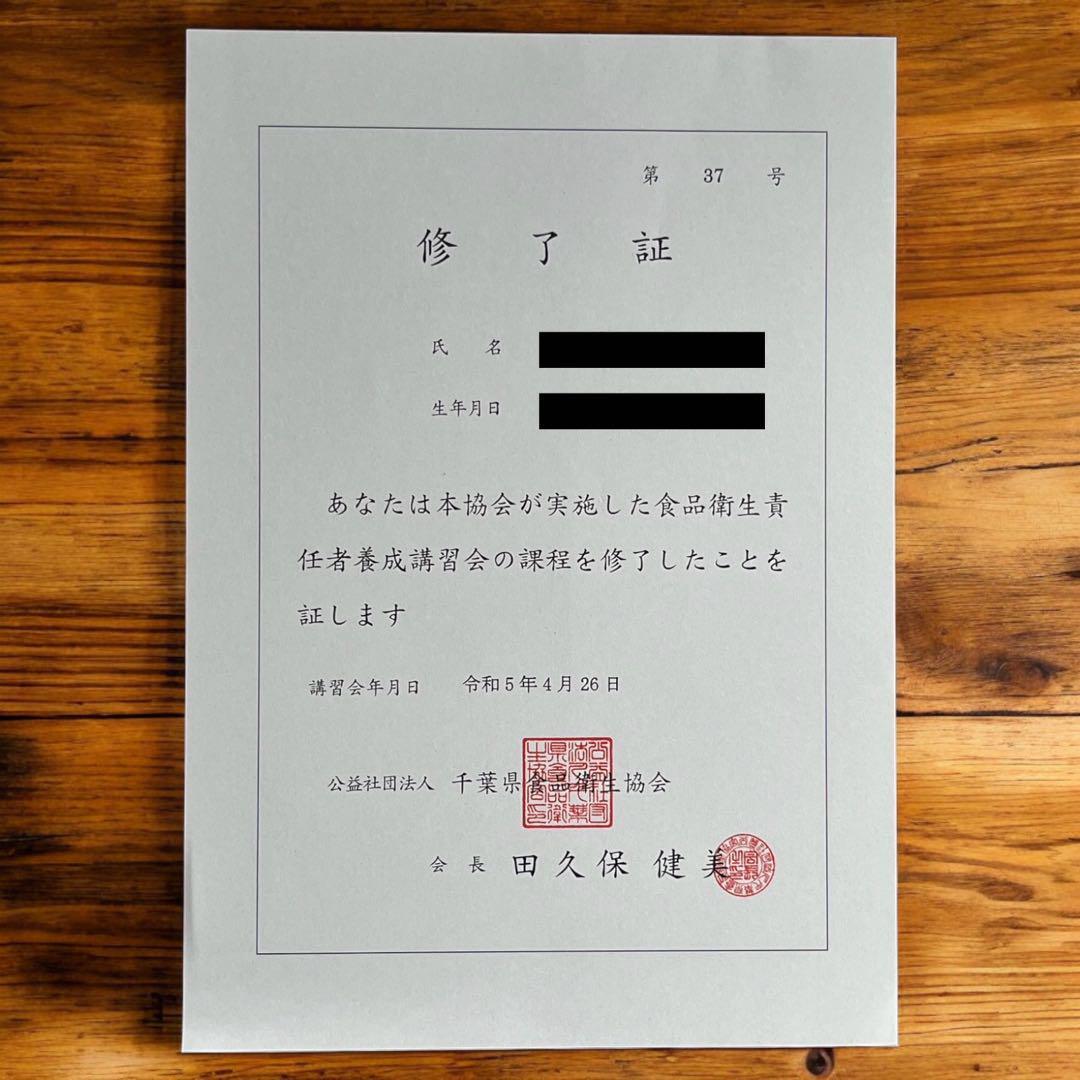 第 37 号
修了証
氏 名
生年月日
あなたは本協会が実施した食品衛生責
任者養成講習会の課程を修了したことを
証します
講習会年月日 令和5年4月26日
公益社団法人 千葉県食品衛生協会
会長 田久保健美